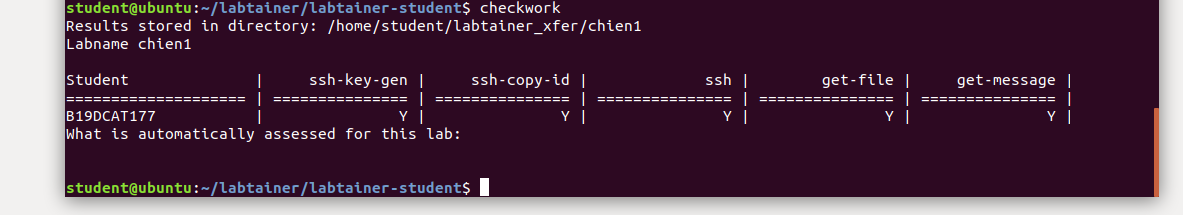 student@ubuntu:~/labtainer/labtainer-student$ checkwork
Results stored in directory: /home/student/labtainer_xfer/chien1
Labname chien1
Student | ssh-key-gen | ssh-copy-id | ssh | get-file | get-message |
==================== | =============== | =============== | =============== | =============== | =============== |
B19DCAT177 | Y | Y | Y | Y | Y |
What is automatically assessed for this lab:
student@ubuntu:~/labtainer/labtainer-student$